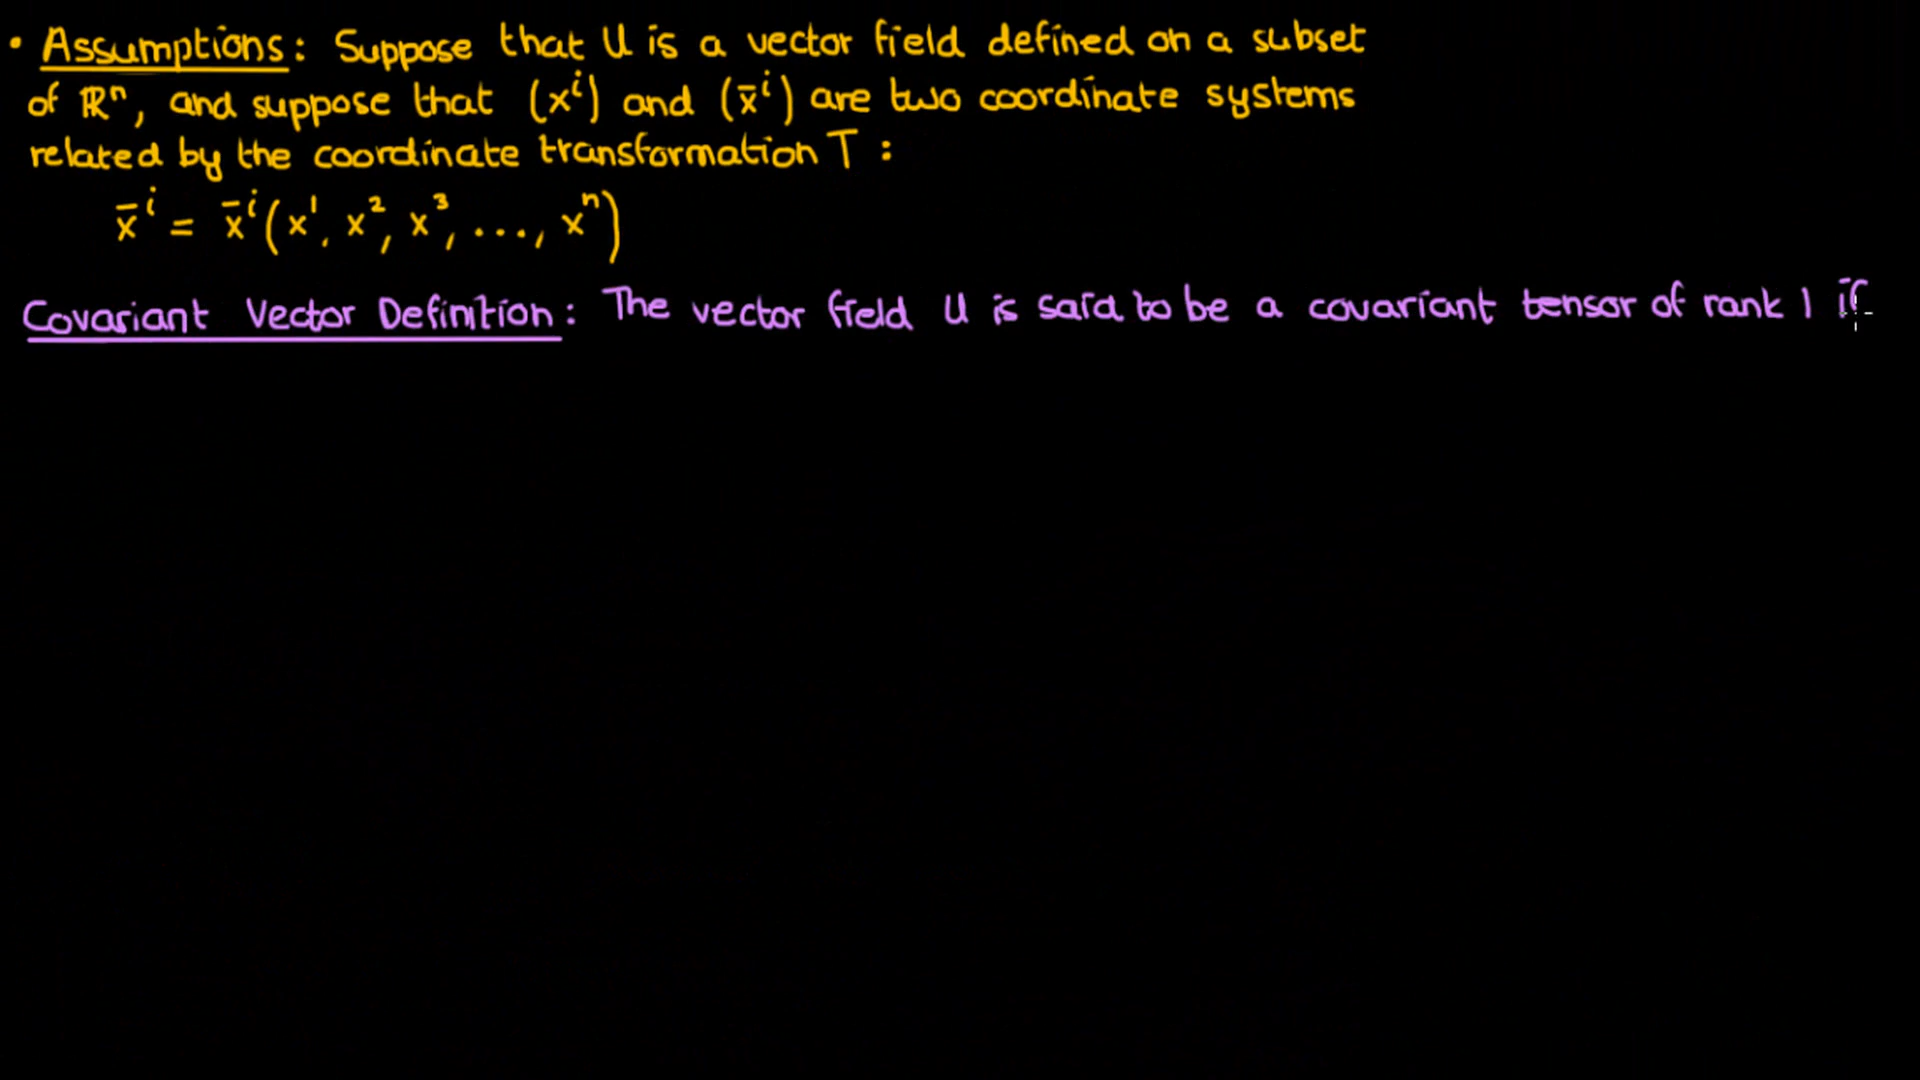 • Assumptions: Suppose that U is a vector field defined on a subset
of ℝⁿ, and suppose that (xⁱ) and (x̄ⁱ) are two coordinate systems
related by the coordinate transformation T :
x̄ⁱ = x̄ⁱ(x¹, x², x³, ..., xⁿ)
Covariant Vector Definition: The vector field U is said to be a covariant tensor of rank 1 if